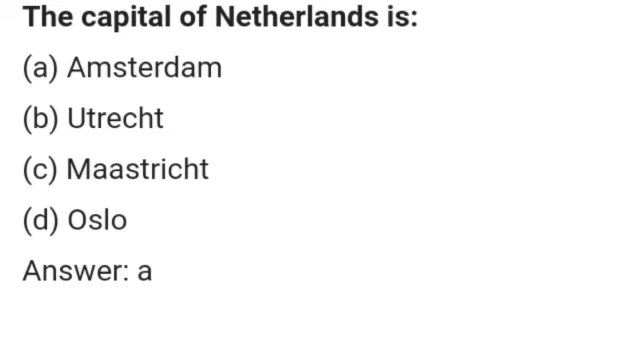 The capital of Netherlands is:
(a) Amsterdam
(b) Utrecht
(c) Maastricht
(d) Oslo
Answer: a